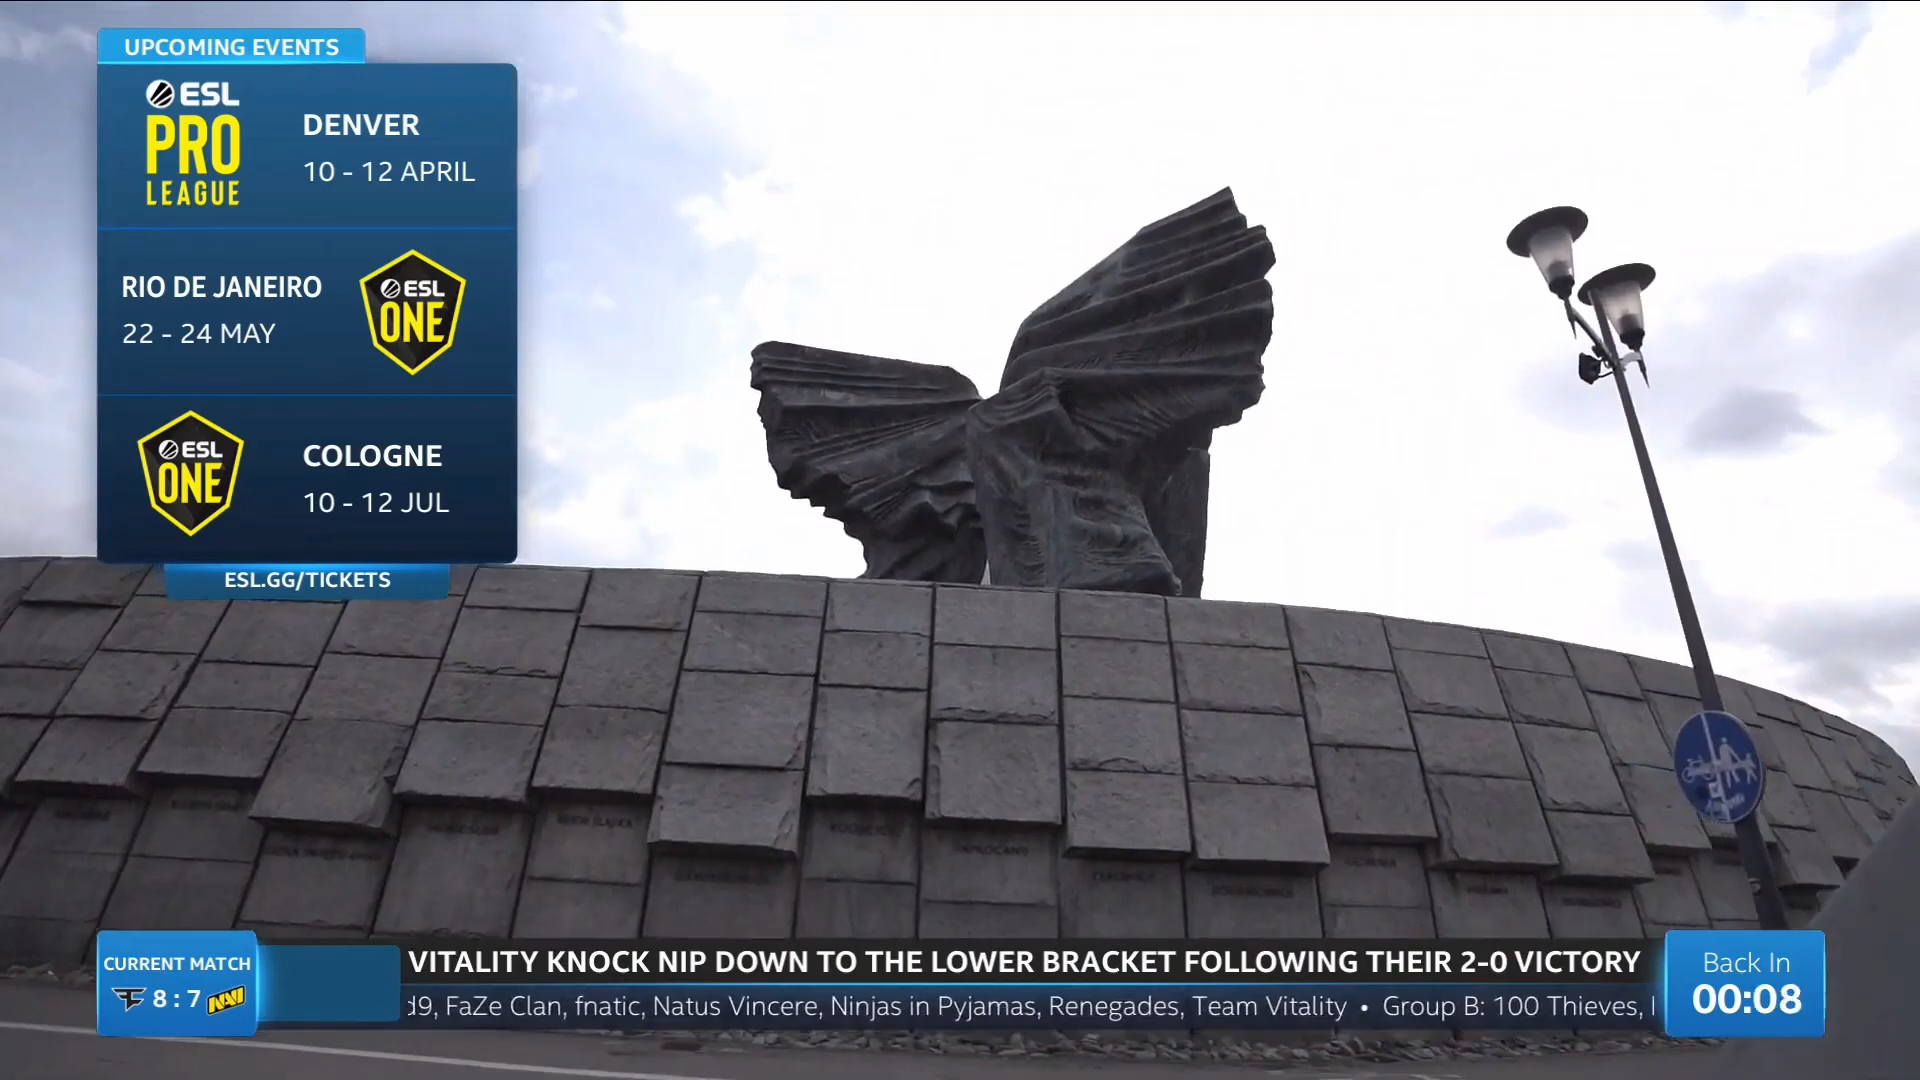 UPCOMING EVENTS
ESL
PRO
LEAGUE
DENVER
10 - 12 APRIL
RIO DE JANEIRO
22 - 24 MAY
ESL
ONE
ESL
ONE
COLOGNE
10 - 12 JUL
ESL.GG/TICKETS
CURRENT MATCH
8 : 7
VITALITY KNOCK NIP DOWN TO THE LOWER BRACKET FOLLOWING THEIR 2-0 VICTORY
d9, FaZe Clan, fnatic, Natus Vincere, Ninjas in Pyjamas, Renegades, Team Vitality • Group B: 100 Thieves,
Back In
00:08